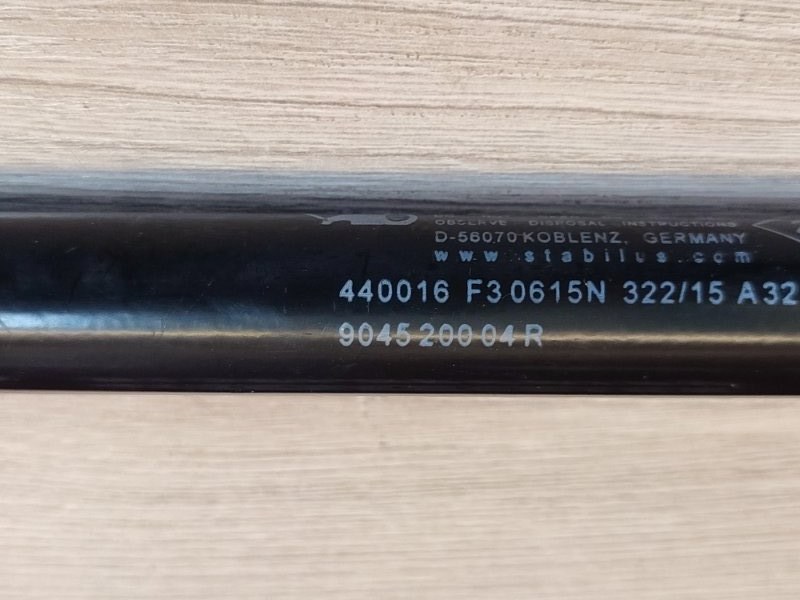 OBSERVE DISPOSAL INSTRUCTIONS
D-56070 KOBLENZ, GERMANY
www.stabilus.com
440016 F3 0615N 322/15 A32
9045 200 04 R